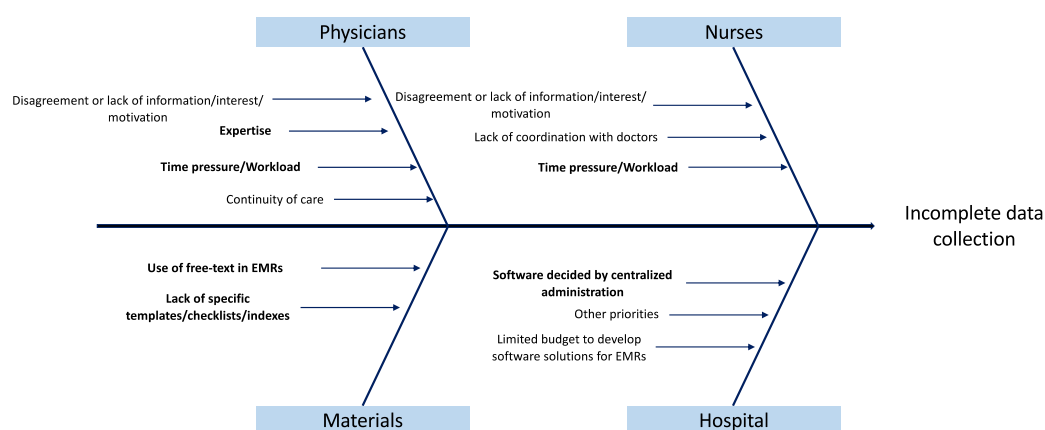 Physicians
Nurses
Disagreement or lack of information/interest/
motivation
Expertise
Time pressure/Workload
Continuity of care
Disagreement or lack of information/interest/
motivation
Lack of coordination with doctors
Time pressure/Workload
Incomplete data
collection
Use of free-text in EMRs
Lack of specific
templates/checklists/indexes
Software decided by centralized
administration
Other priorities
Limited budget to develop
software solutions for EMRs
Materials
Hospital